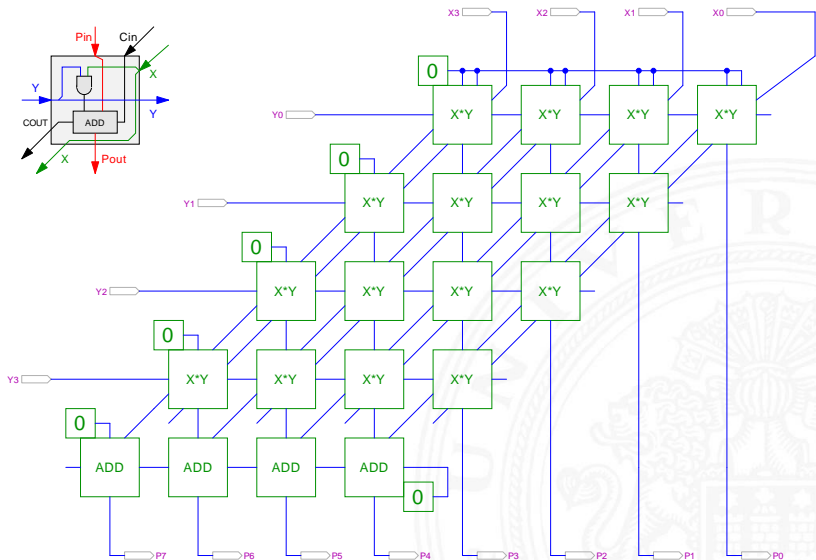 X3 X2 X1 X0
Pin Cin
X
Y Y
ADD
COUT
X Pout
0
Y0 X*Y X*Y X*Y X*Y
0
Y1 X*Y X*Y X*Y X*Y
0
Y2 X*Y X*Y X*Y X*Y
0
Y3 X*Y X*Y X*Y X*Y
0
ADD ADD ADD ADD
0
P7 P6 P5 P4 P3 P2 P1 P0